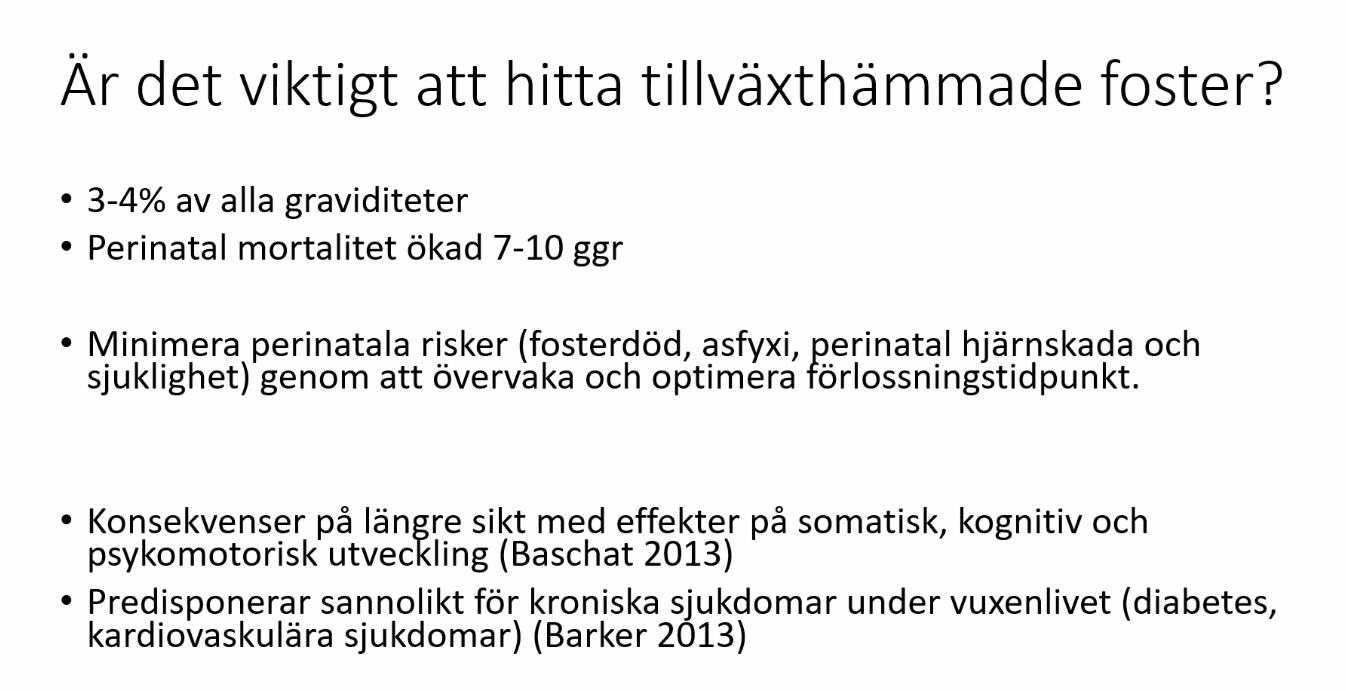 Är det viktigt att hitta tillväxthämmade foster?
• 3-4% av alla graviditeter
• Perinatal mortalitet ökad 7-10 ggr
• Minimera perinatala risker (fosterdöd, asfyxi, perinatal hjärnskada och
sjuklighet) genom att övervaka och optimera förlossningstidpunkt.
• Konsekvenser på längre sikt med effekter på somatisk, kognitiv och
psykomotorisk utveckling (Baschat 2013)
• Predisponerar sannolikt för kroniska sjukdomar under vuxenlivet (diabetes,
kardiovaskulära sjukdomar) (Barker 2013)